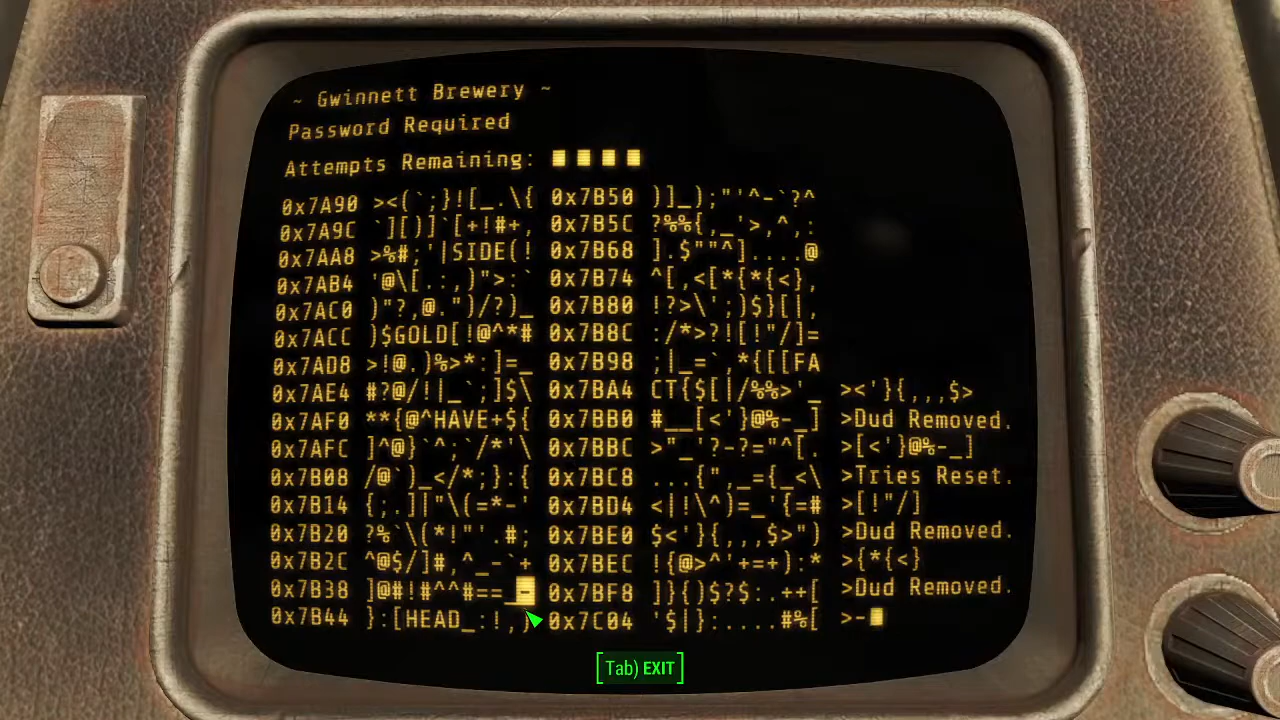 ~ Gwinnett Brewery ~
Password Required
Attempts Remaining:
0x7A90 ><(`;}![_.\{ 0x7B50 )]_);"'^-`?^
0x7A9C `][)]`[+!#+, 0x7B5C ?%%{,_'>,^,:
0x7AA8 >%#;'|SIDE(! 0x7B68 ].$""^]....@
0x7AB4 '@\[.:,)">:` 0x7B74 ^[,<[*{*{<},
0x7AC0 )"?,@.")/?)_ 0x7B80 !?>\';)$}[|,
0x7ACC )$GOLD[!@^*# 0x7B8C :/*>?![!"/]=
0x7AD8 >!@.)%>*:]=_ 0x7B98 ;|_=`,*{[[FA
0x7AE4 #?@/!|_`;]$\ 0x7BA4 CT{$[|/%%>'_ ><'}{,,,$>
0x7AF0 **{@^HAVE+${ 0x7BB0 #__[<'}@%-_] >Dud Removed.
0x7AFC ]^@}`^;`/*'\ 0x7BBC >"_'?-?="^[. >[<'}@%-_]
0x7B08 /@`)_</*;}:{ 0x7BC8 ...{",_={_<\ >Tries Reset.
0x7B14 {;.]|"\(=*-' 0x7BD4 <|!\^)=_'{=# >[!"/]
0x7B20 ?%`\(*!"'.#; 0x7BE0 $<'}{,,,$>") >Dud Removed.
0x7B2C ^@$/]#,^_-`+ 0x7BEC !{@>^'+=+):* >{*{<}
0x7B38 ]@#!#^^#==_- 0x7BF8 ]}{()$?$:.++[ >Dud Removed.
0x7B44 }:[HEAD_:!,) 0x7C04 '$|}:....#%[ >-
[Tab) EXIT]